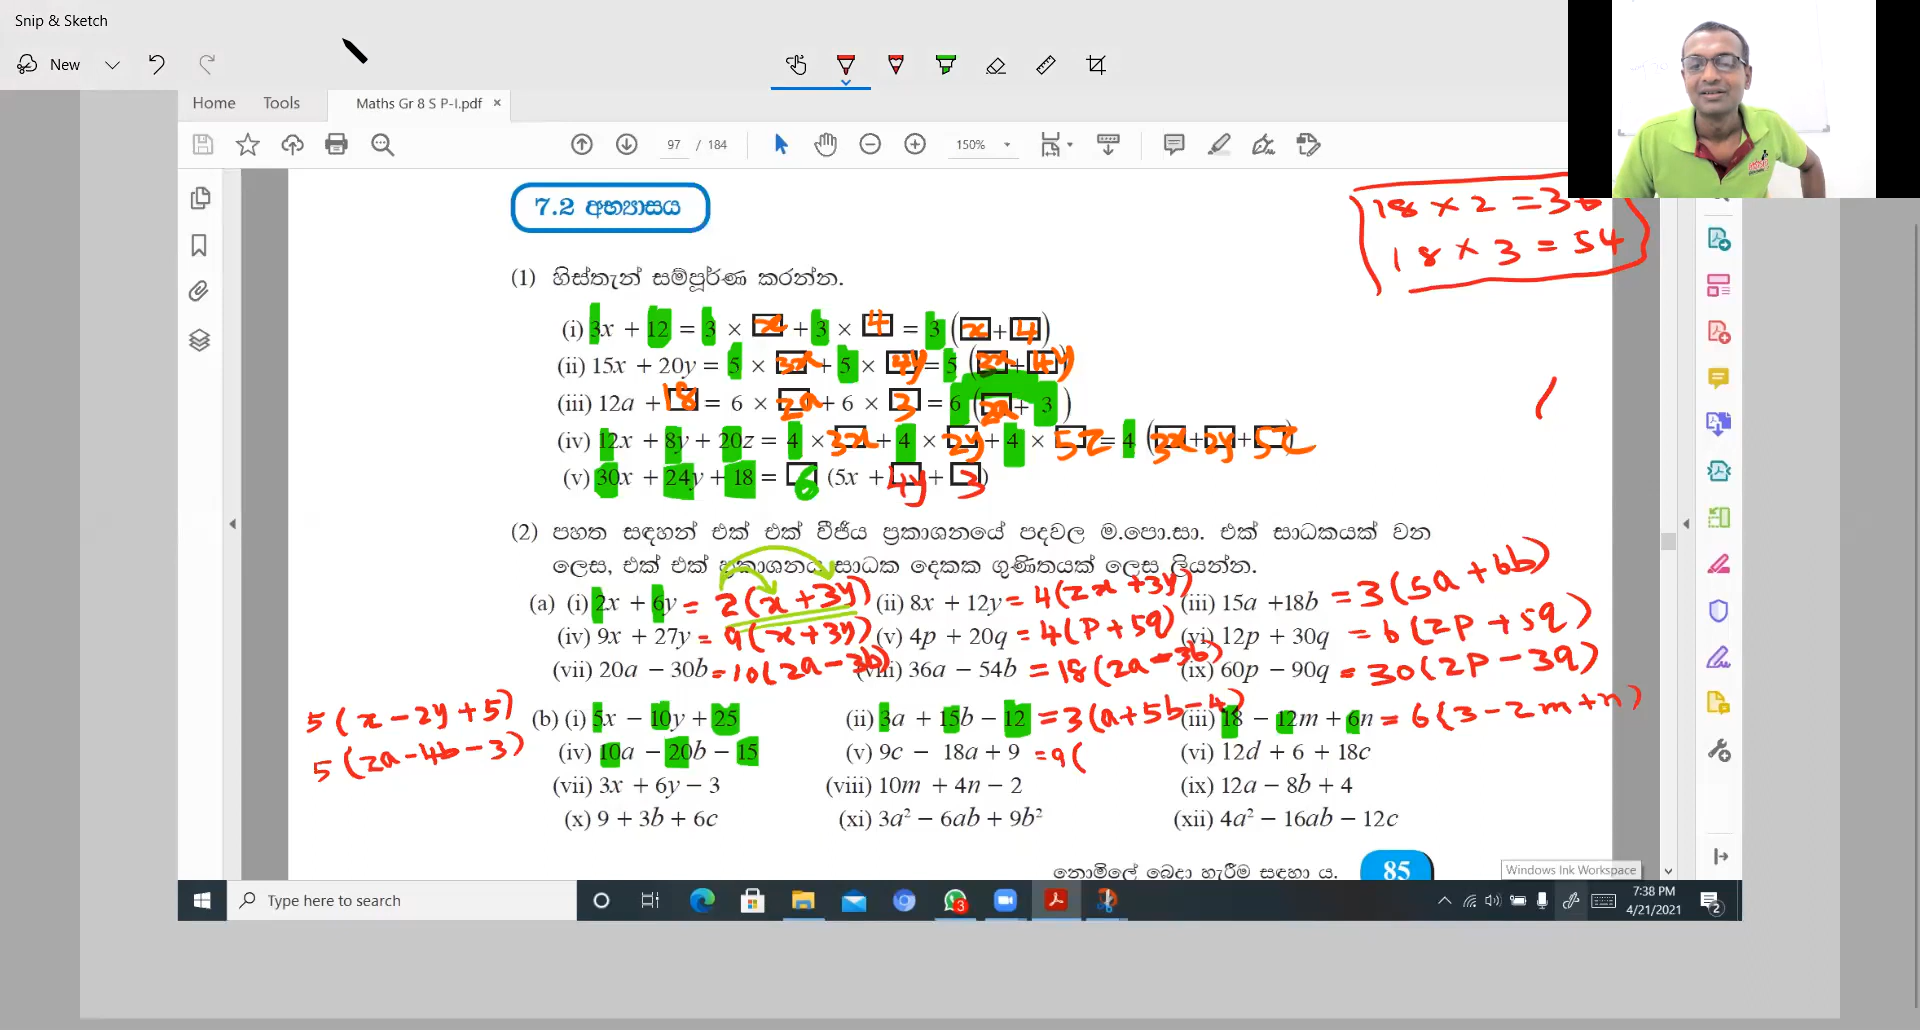 Snip & Sketch
New
Home Tools Maths Gr 8 S P-I.pdf ×
97 / 184 150%
7.2 අභ්‍යාසය
18 × 2 = 36
18 × 3 = 54
(1) හිස්තැන් සම්පූර්ණ කරන්න.
(i) 3x + 12 = 3 × x + 3 × 4 = 3 (x + 4)
(ii) 15x + 20y = 5 × 3x + 5 × 4y = 5 (3x + 4y)
(iii) 12a + 18 = 6 × 2a + 6 × 3 = 6 (2a + 3)
(iv) 12x + 8y + 20z = 4 × 3x + 4 × 2y + 4 × 5z = 4 (3x + 2y + 5z)
(v) 30x + 24y + 18 = 6 (5x + 4y + 3)
(2) පහත සඳහන් එක් එක් වීජීය ප්‍රකාශනයේ පදවල ම.පො.සා. එක් සාධකයක් වන
ලෙස, එක් එක් ප්‍රකාශනය සාධක දෙකක ගුණිතයක් ලෙස ලියන්න.
(a) (i) 2x + 6y = 2(x + 3y) (ii) 8x + 12y = 4(2x + 3y) (iii) 15a +18b = 3(5a + 6b)
(iv) 9x + 27y = 9(x + 3y) (v) 4p + 20q = 4(p + 5q) (vi) 12p + 30q = 6(2p + 5q)
(vii) 20a − 30b = 10(2a − 3b) (viii) 36a − 54b = 18(2a − 3b) (ix) 60p − 90q = 30(2p − 3q)
5(x − 2y + 5) (b) (i) 5x − 10y + 25 (ii) 3a + 15b − 12 = 3(a + 5b − 4) (iii) 18 − 12m + 6n = 6(3 − 2m + n)
5(2a − 4b − 3) (iv) 10a − 20b − 15 (v) 9c − 18a + 9 = 9( (vi) 12d + 6 + 18c
(vii) 3x + 6y − 3 (viii) 10m + 4n − 2 (ix) 12a − 8b + 4
(x) 9 + 3b + 6c (xi) 3a² − 6ab + 9b² (xii) 4a² − 16ab − 12c
නොමිලේ බෙදා හැරීම සඳහා ය. 85
Windows Ink Workspace
Type here to search
3
7:38 PM
4/21/2021
2